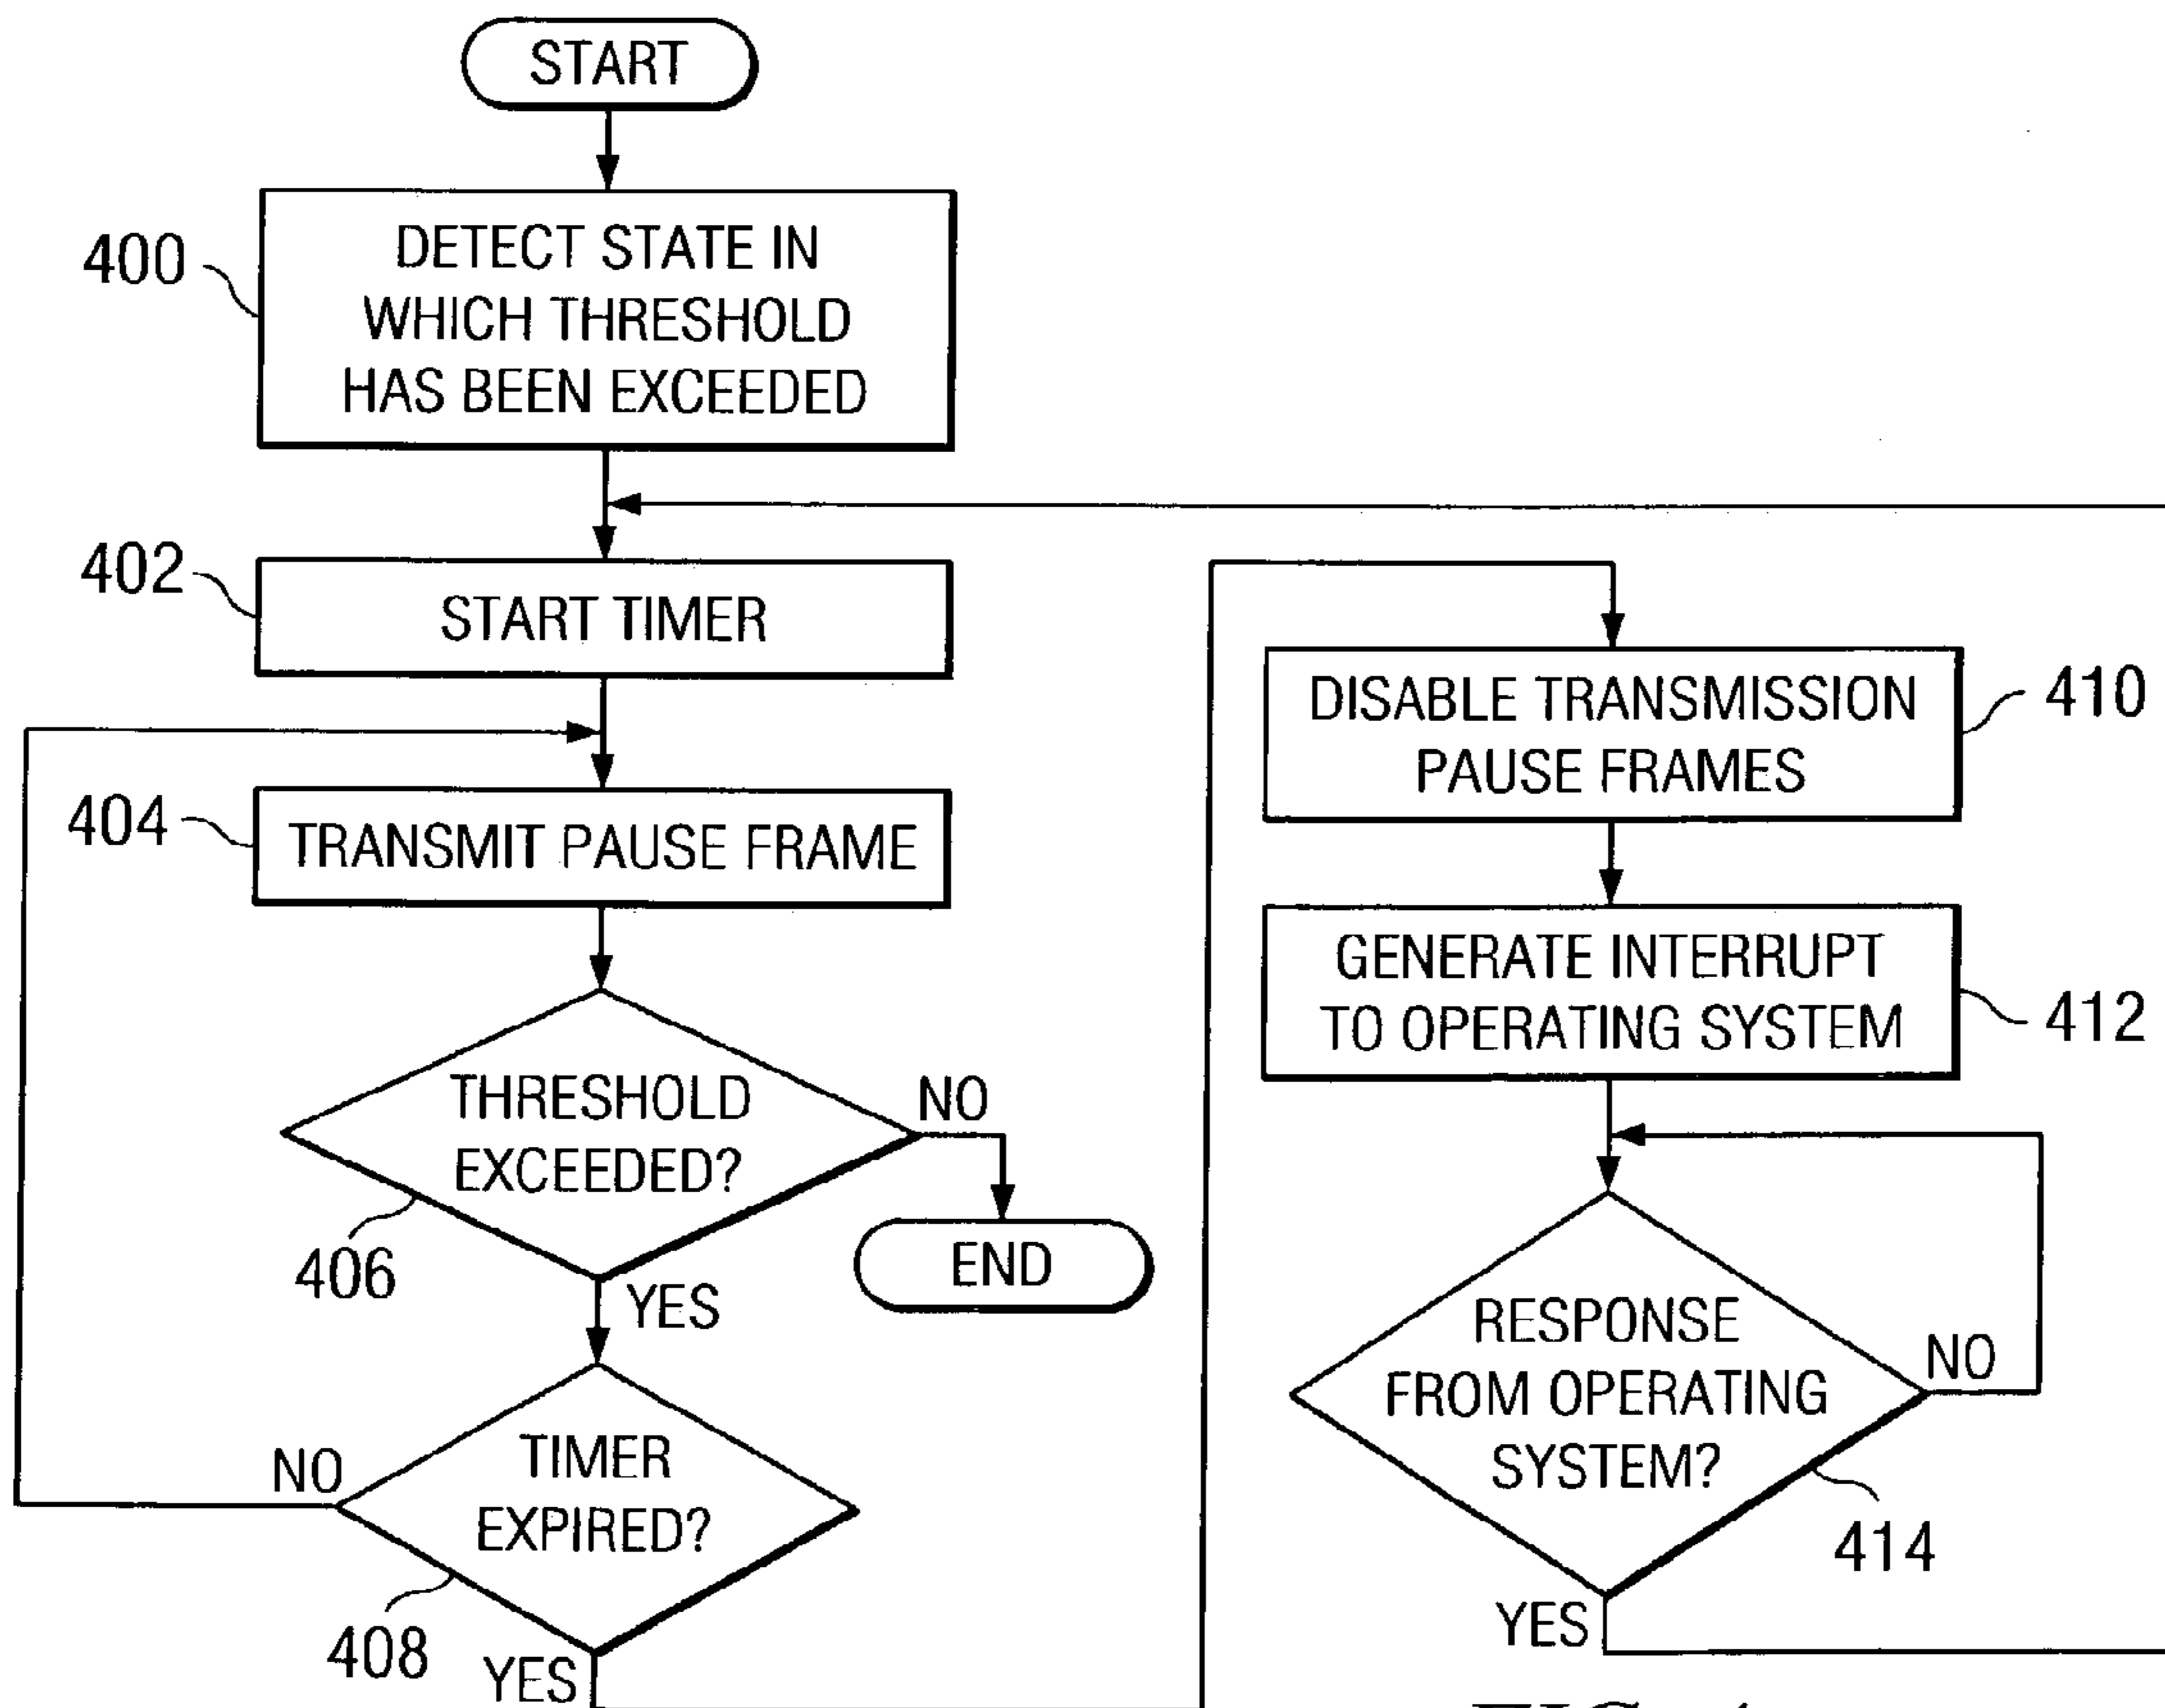 START
400
DETECT STATE IN
WHICH THRESHOLD
HAS BEEN EXCEEDED
402
START TIMER
404
TRANSMIT PAUSE FRAME
THRESHOLD
EXCEEDED?
NO
406
YES
END
TIMER
EXPIRED?
NO
408
YES
DISABLE TRANSMISSION
PAUSE FRAMES
410
GENERATE INTERRUPT
TO OPERATING SYSTEM
412
RESPONSE
FROM OPERATING
SYSTEM?
NO
414
YES